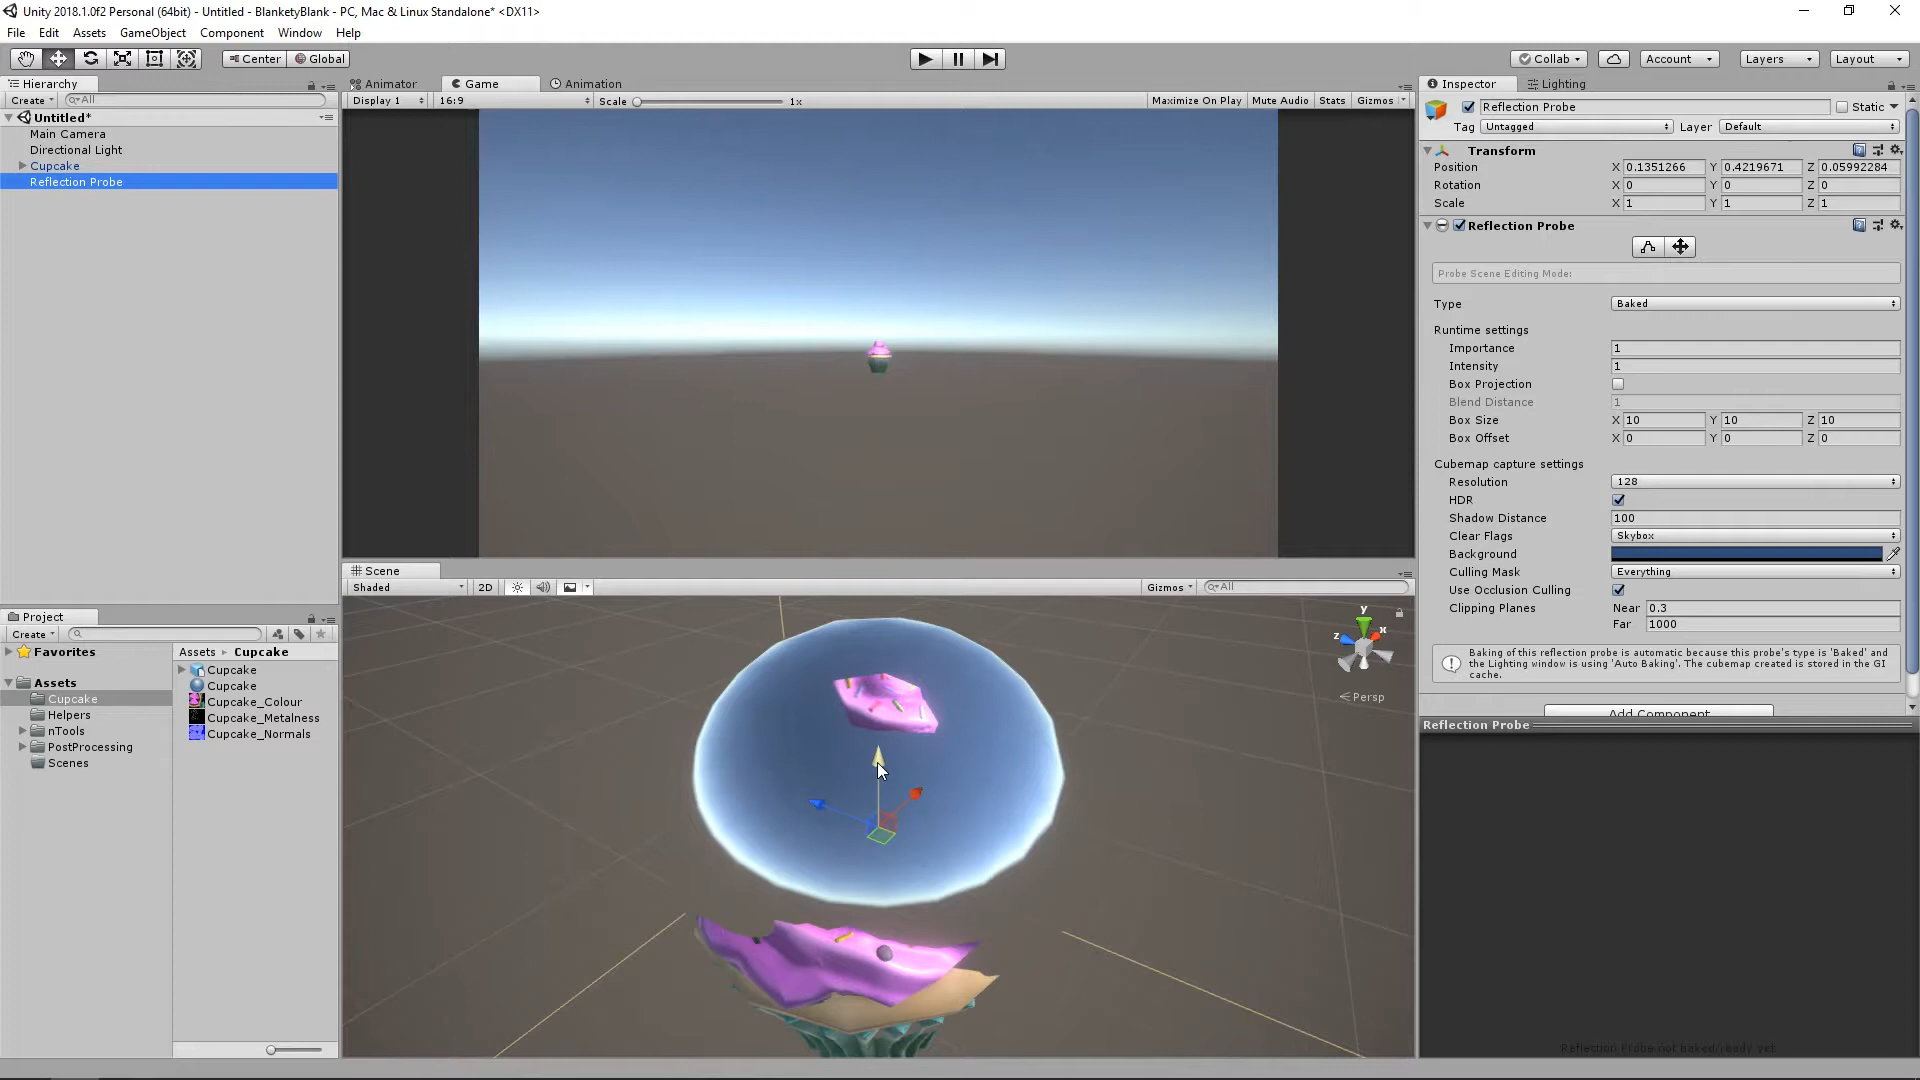 Unity 2018.1.0f2 Personal (64bit) - Untitled - BlanketyBlank - PC, Mac & Linux Standalone* <DX11>
File Edit Assets GameObject Component Window Help
Center Global Collab Account Layers Layout
Hierarchy
Create All
Untitled*
Main Camera
Directional Light
Cupcake
Reflection Probe
Animator Game Animation
Display 1 16:9 Scale 1x Maximize On Play Mute Audio Stats Gizmos
Scene
Shaded 2D Gizmos All
y
x
z
Persp
Project
Create
Favorites
Assets
Cupcake
Helpers
nTools
PostProcessing
Scenes
Assets Cupcake
Cupcake
Cupcake
Cupcake_Colour
Cupcake_Metalness
Cupcake_Normals
Inspector Lighting
Reflection Probe Static
Tag Untagged Layer Default
Transform
Position X 0.1351266 Y 0.4219671 Z 0.05992284
Rotation X 0 Y 0 Z 0
Scale X 1 Y 1 Z 1
Reflection Probe
Probe Scene Editing Mode:
Type Baked
Runtime settings
Importance 1
Intensity 1
Box Projection
Blend Distance 1
Box Size X 10 Y 10 Z 10
Box Offset X 0 Y 0 Z 0
Cubemap capture settings
Resolution 128
HDR
Shadow Distance 100
Clear Flags Skybox
Background
Culling Mask Everything
Use Occlusion Culling
Clipping Planes Near 0.3
Far 1000
Baking of this reflection probe is automatic because this probe's type is 'Baked' and
the Lighting window is using 'Auto Baking'. The cubemap created is stored in the GI
cache.
Add Component
Reflection Probe
Reflection Probe not baked/ready yet